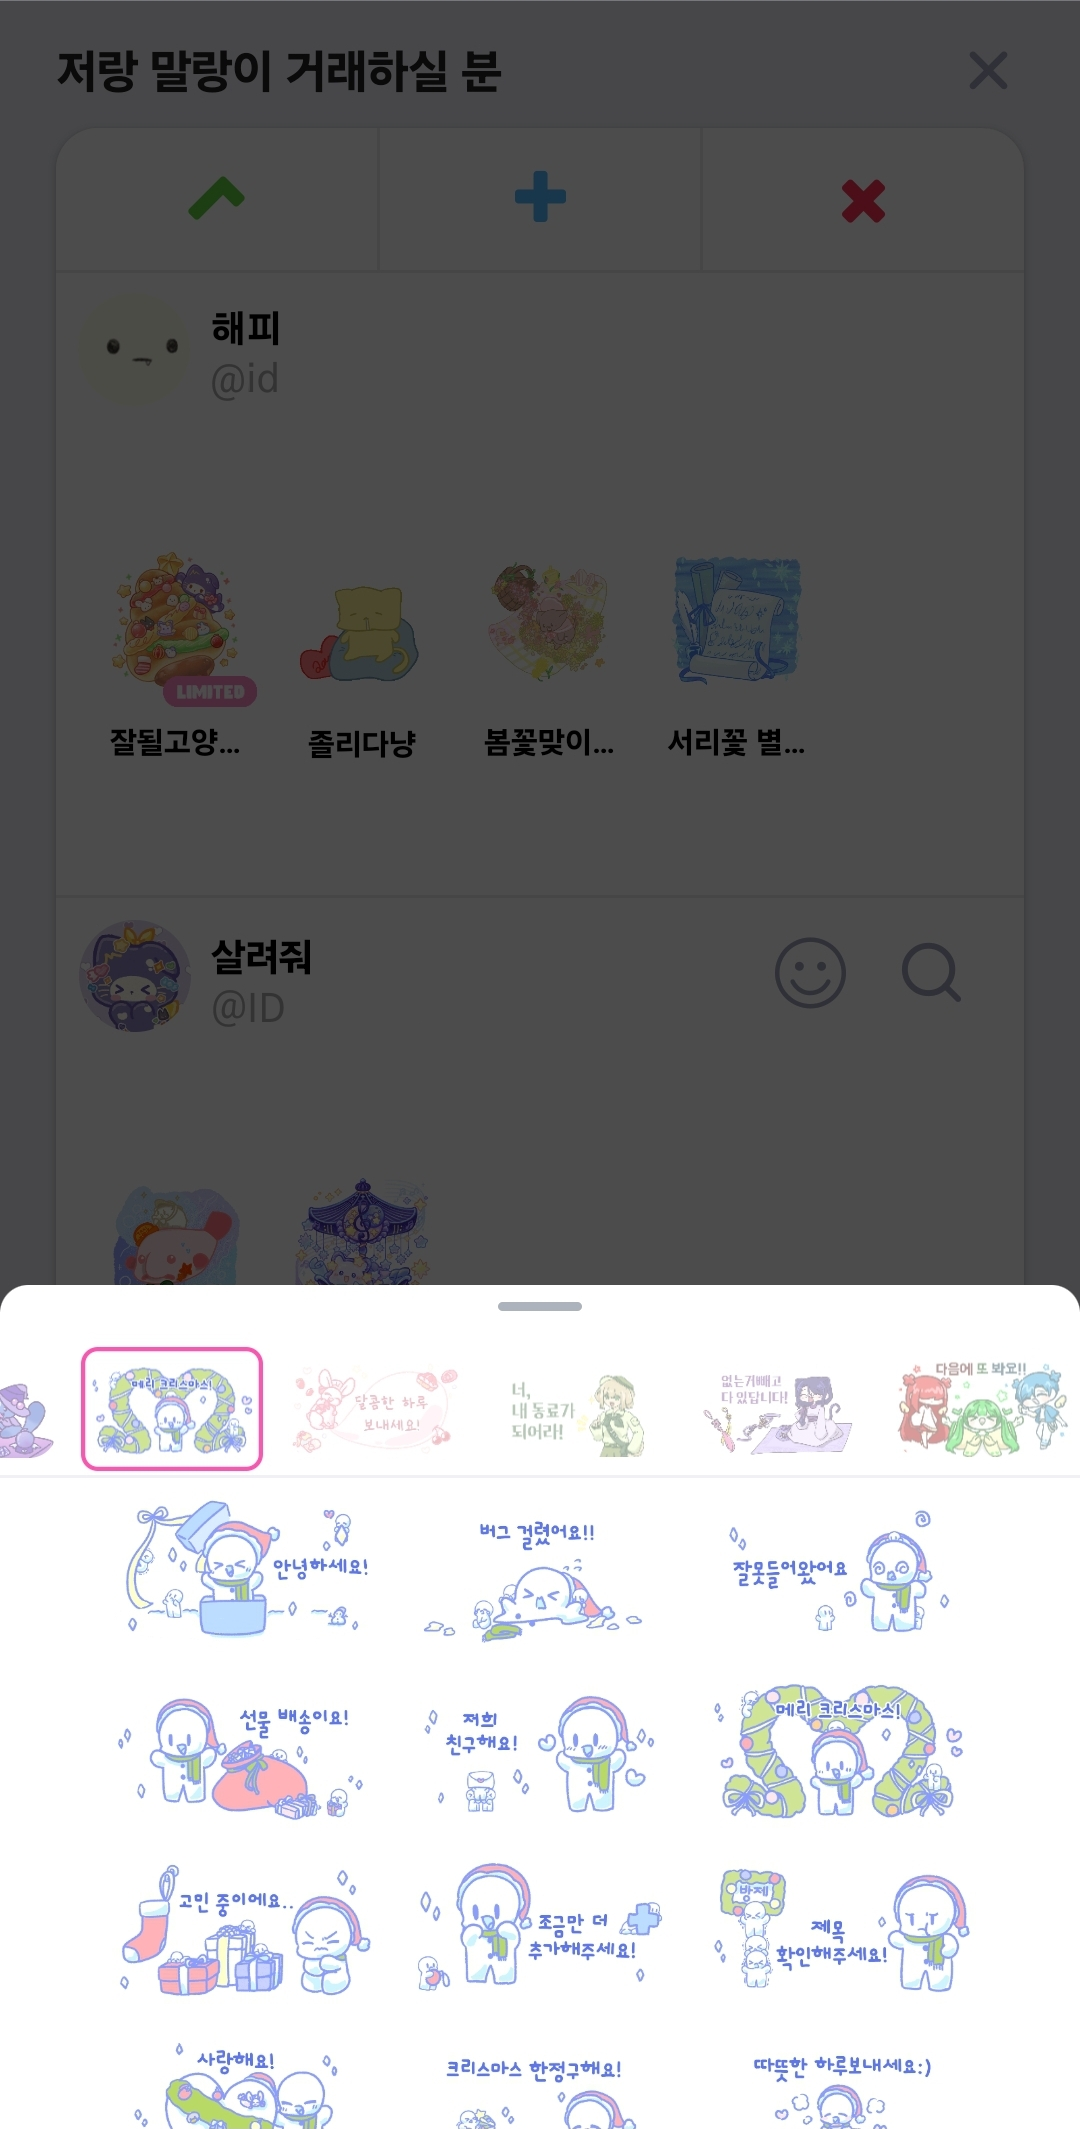 저랑 말랑이 거래하실 분
해피
@id
LIMITED
잘될고양...
졸리다냥
봄꽃맞이...
서리꽃 별...
살려줘
@ID
메리 크리스마스!
달콤한 하루
보내세요!
너,
내 동료가
되어라!
없는거빼고
다 있답니다!
다음에 또 봐요!!
안녕하세요!
버그 걸렸어요!!
잘못들어왔어요
선물 배송이요!
저희
친구해요!
메리 크리스마스!
고민 중이에요..
조금만 더
추가해주세요!
방제
제목
확인해주세요!
사랑해요!
크리스마스 한정구해요!
따뜻한 하루보내세요:)